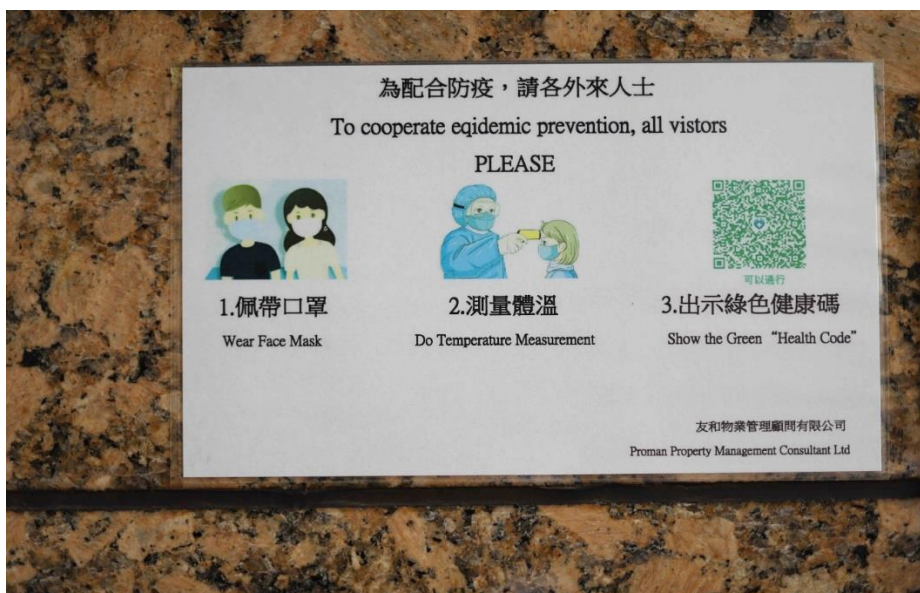 為配合防疫，請各外來人士
To cooperate eqidemic prevention, all vistors
PLEASE
可以通行
1.佩帶口罩
2.測量體溫
3.出示綠色健康碼
Wear Face Mask
Do Temperature Measurement
Show the Green “Health Code”
友和物業管理顧問有限公司
Proman Property Management Consultant Ltd